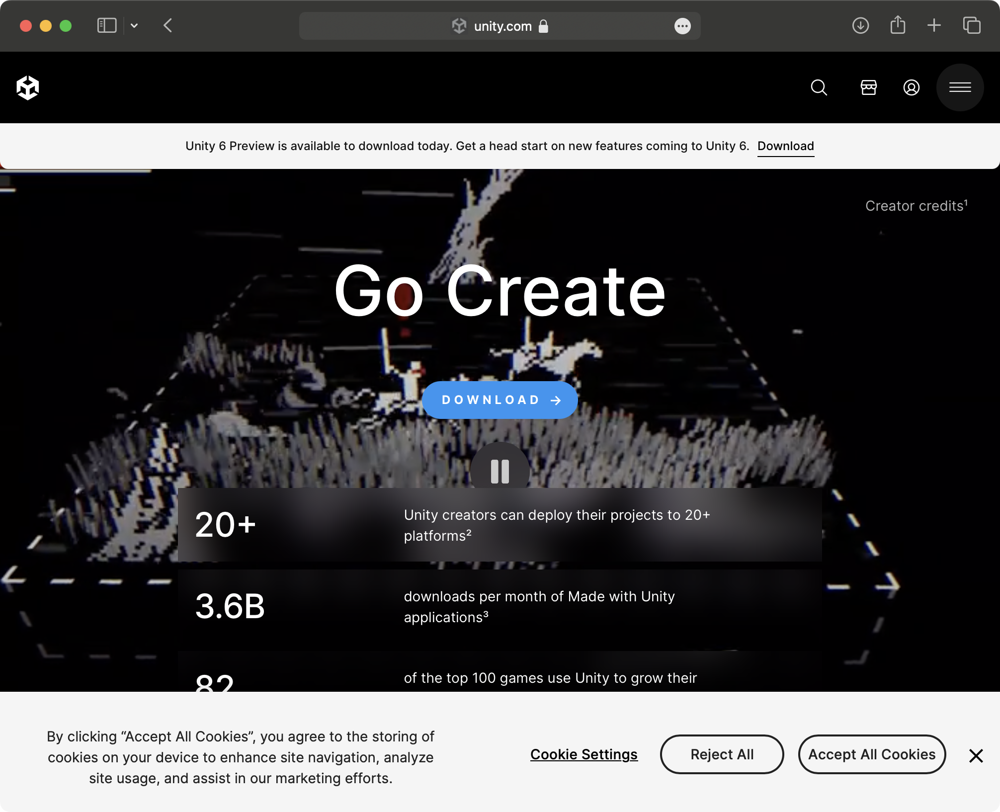 unity.com
Unity 6 Preview is available to download today. Get a head start on new features coming to Unity 6. Download
Creator credits¹
Go Create
DOWNLOAD →
20+
Unity creators can deploy their projects to 20+
platforms²
3.6B
downloads per month of Made with Unity
applications³
82
of the top 100 games use Unity to grow their
By clicking “Accept All Cookies”, you agree to the storing of
cookies on your device to enhance site navigation, analyze
site usage, and assist in our marketing efforts.
Cookie Settings
Reject All
Accept All Cookies